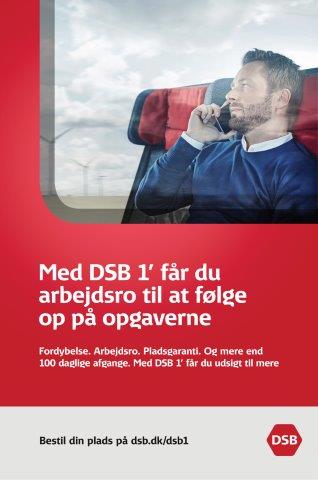 Med DSB 1' får du
arbejdsro til at følge
op på opgaverne
Fordybelse. Arbejdsro. Pladsgaranti. Og mere end
100 daglige afgange. Med DSB 1' får du udsigt til mere
Bestil din plads på dsb.dk/dsb1
DSB